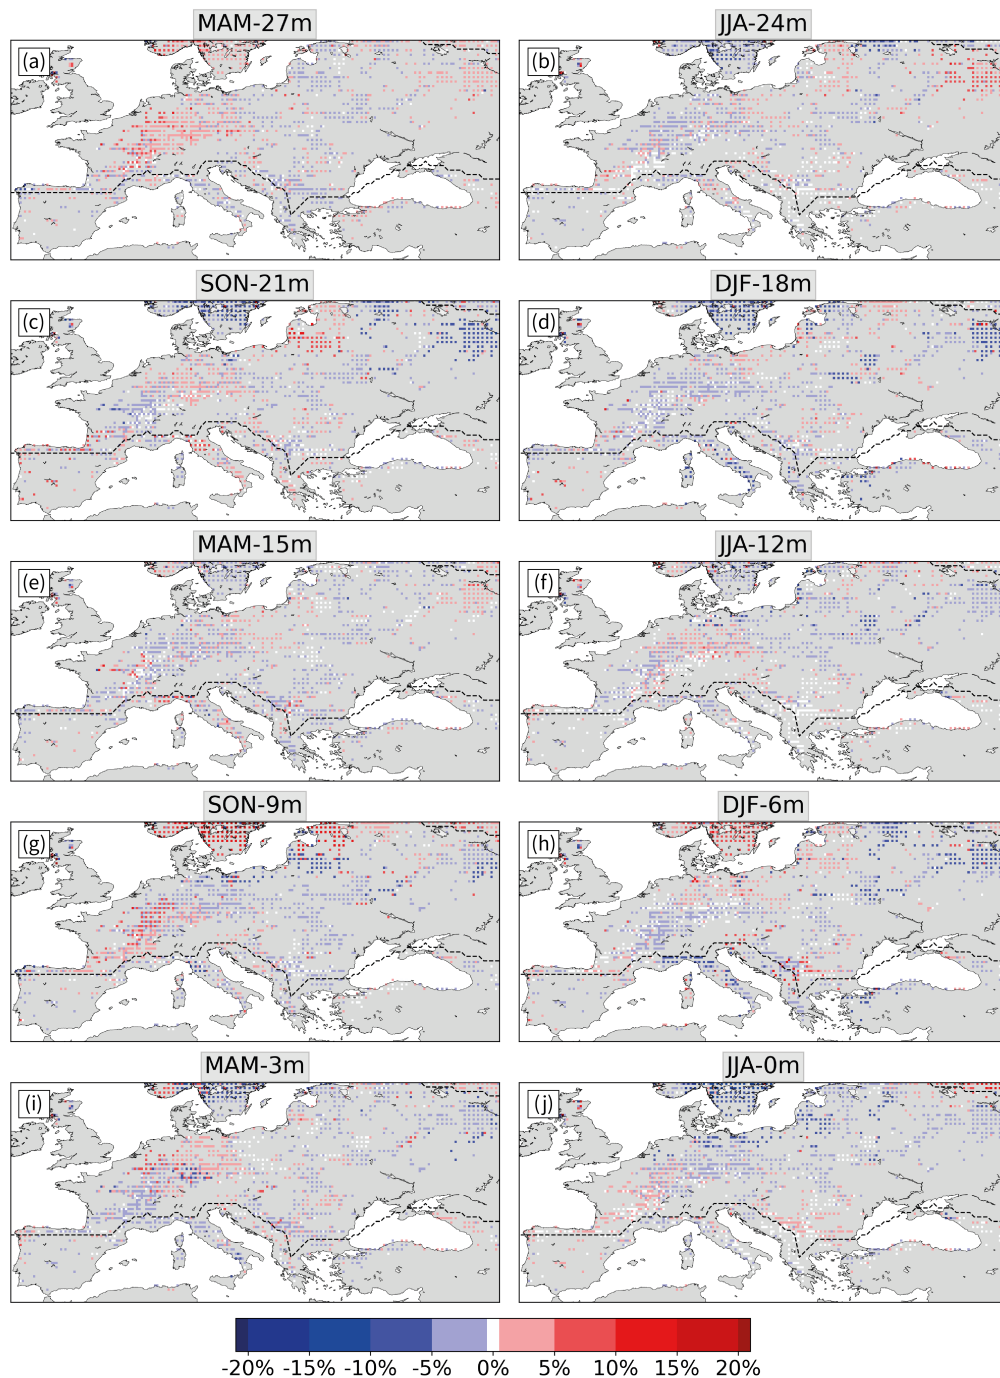 MAM-27m
JJA-24m
(a)
(b)
SON-21m
DJF-18m
(c)
(d)
MAM-15m
JJA-12m
(e)
(f)
SON-9m
DJF-6m
(g)
(h)
MAM-3m
JJA-0m
(i)
(j)
-20% -15% -10% -5% 0% 5% 10% 15% 20%